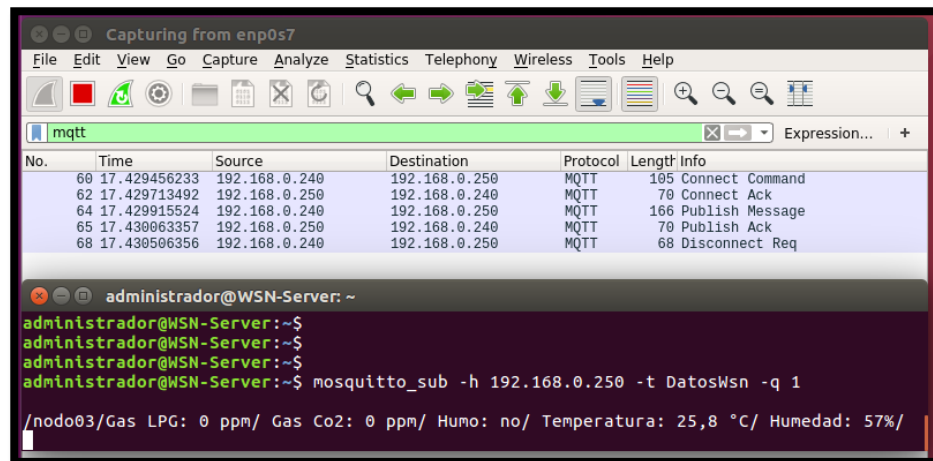 Capturing from enp0s7
File Edit View Go Capture Analyze Statistics Telephony Wireless Tools Help
mqtt Expression... +
No. Time Source Destination Protocol Length Info
60 17.429456233 192.168.0.240 192.168.0.250 MQTT 105 Connect Command
62 17.429713492 192.168.0.250 192.168.0.240 MQTT 70 Connect Ack
64 17.429915524 192.168.0.240 192.168.0.250 MQTT 166 Publish Message
65 17.430063357 192.168.0.250 192.168.0.240 MQTT 70 Publish Ack
68 17.430506356 192.168.0.240 192.168.0.250 MQTT 68 Disconnect Req
administrador@WSN-Server: ~
administrador@WSN-Server:~$
administrador@WSN-Server:~$
administrador@WSN-Server:~$
administrador@WSN-Server:~$ mosquitto_sub -h 192.168.0.250 -t DatosWsn -q 1
/nodo03/Gas LPG: 0 ppm/ Gas Co2: 0 ppm/ Humo: no/ Temperatura: 25,8 °C/ Humedad: 57%/